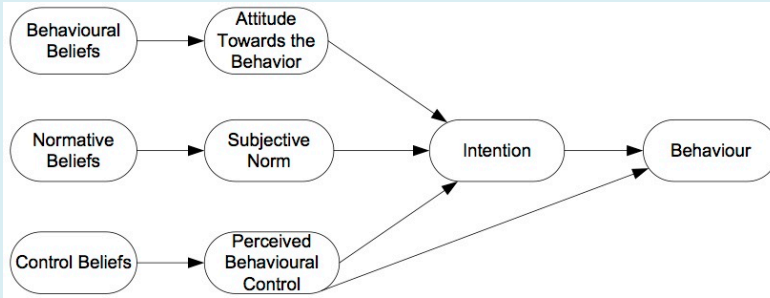 Behavioural
Beliefs
Attitude
Towards the
Behavior
Normative
Beliefs
Subjective
Norm
Intention
Behaviour
Control Beliefs
Perceived
Behavioural
Control